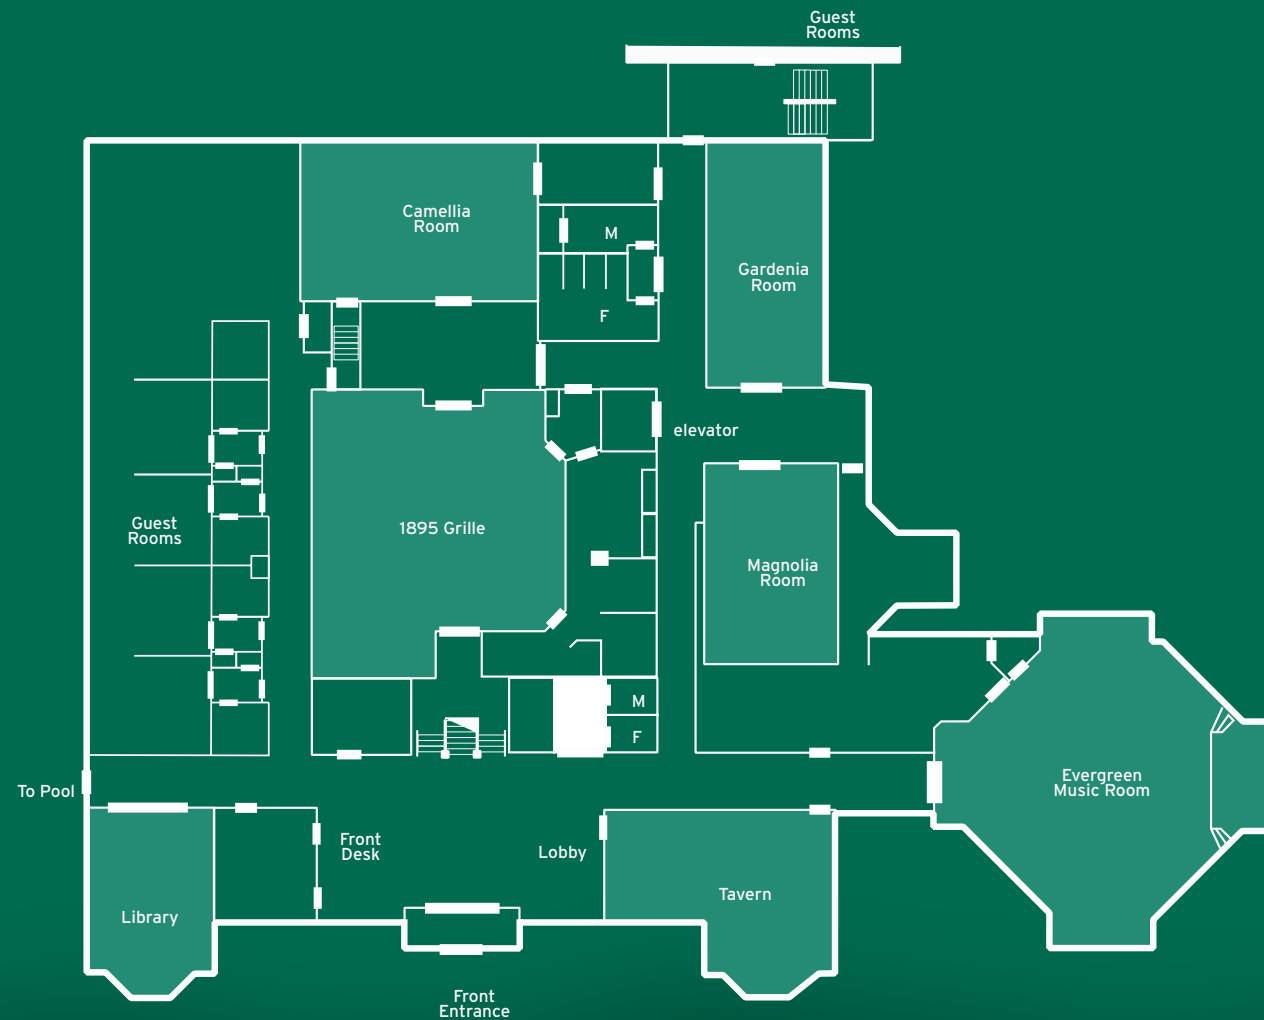 Guest
Rooms
Camellia
Room
M
Gardenia
Room
F
elevator
Guest
Rooms
1895 Grille
Magnolia
Room
M
F
To Pool
Evergreen
Music Room
Front
Desk
Lobby
Tavern
Library
Front
Entrance